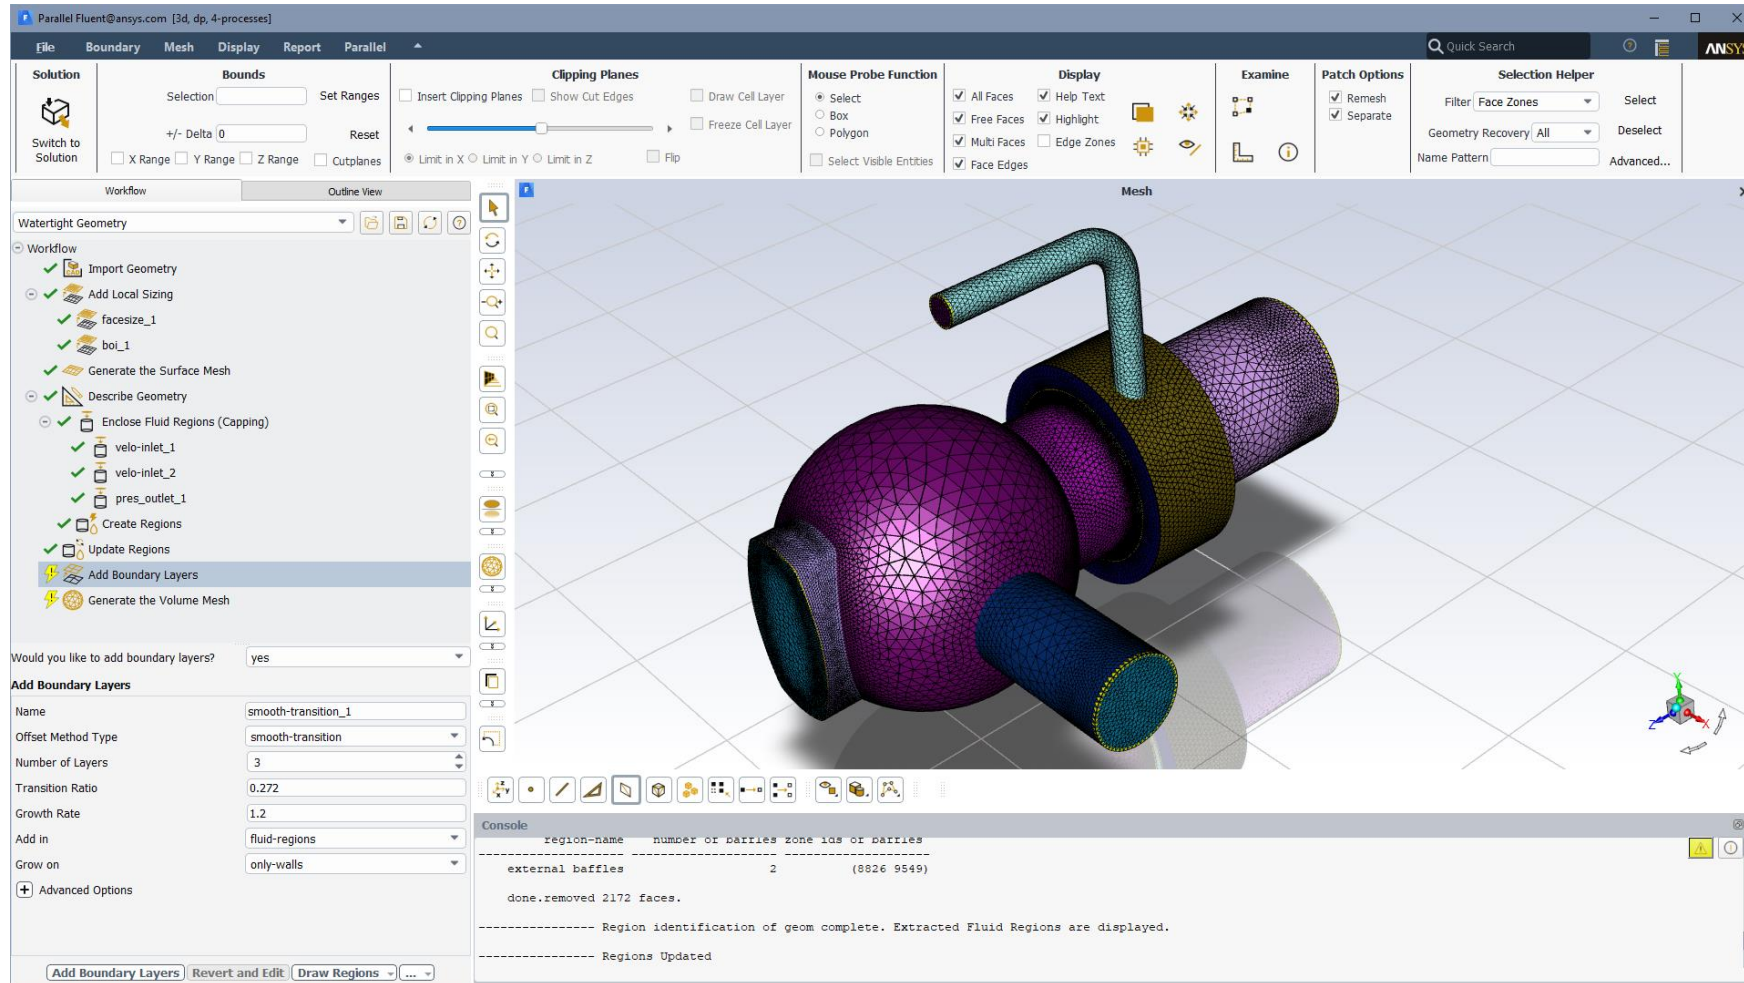 Parallel Fluent@ansys.com [3d, dp, 4-processes]
File Boundary Mesh Display Report Parallel
Quick Search
Solution
Switch to
Solution
Bounds
Selection Set Ranges
+/- Delta 0 Reset
X Range Y Range Z Range Cutplanes
Clipping Planes
Insert Clipping Planes Show Cut Edges Draw Cell Layer
Freeze Cell Layer
Limit in X Limit in Y Limit in Z Flip
Mouse Probe Function
Select
Box
Polygon
Select Visible Entities
Display
All Faces Help Text
Free Faces Highlight
Multi Faces Edge Zones
Face Edges
Examine
Patch Options
Remesh
Separate
Selection Helper
Filter Face Zones Select
Geometry Recovery All Deselect
Name Pattern Advanced...
Workflow Outline View
Watertight Geometry
Workflow
Import Geometry
Add Local Sizing
facesize_1
boi_1
Generate the Surface Mesh
Describe Geometry
Enclose Fluid Regions (Capping)
velo-inlet_1
velo-inlet_2
pres_outlet_1
Create Regions
Update Regions
Add Boundary Layers
Generate the Volume Mesh
Would you like to add boundary layers? yes
Add Boundary Layers
Name smooth-transition_1
Offset Method Type smooth-transition
Number of Layers 3
Transition Ratio 0.272
Growth Rate 1.2
Add in fluid-regions
Grow on only-walls
Advanced Options
Add Boundary Layers Revert and Edit Draw Regions ...
Mesh
Y
Z X
Console
region-name number of baffles zone ids of baffles
-------------------- -------------------- --------------------
external baffles 2 (8826 9549)
done.removed 2172 faces.
---------------- Region identification of geom complete. Extracted Fluid Regions are displayed.
---------------- Regions Updated